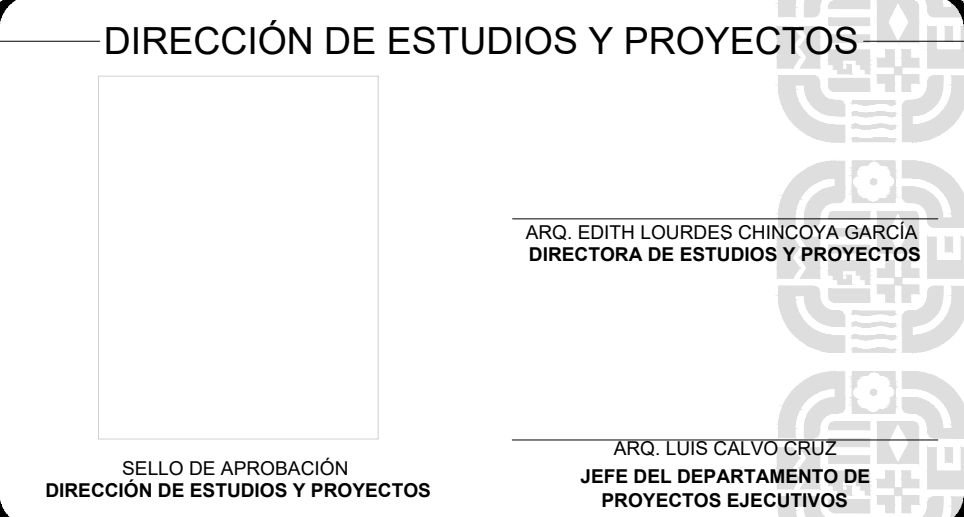 DIRECCIÓN DE ESTUDIOS Y PROYECTOS
ARQ. EDITH LOURDES CHINCOYA GARCÍA
DIRECTORA DE ESTUDIOS Y PROYECTOS
ARQ. LUIS CALVO CRUZ
JEFE DEL DEPARTAMENTO DE
PROYECTOS EJECUTIVOS
SELLO DE APROBACIÓN
DIRECCIÓN DE ESTUDIOS Y PROYECTOS